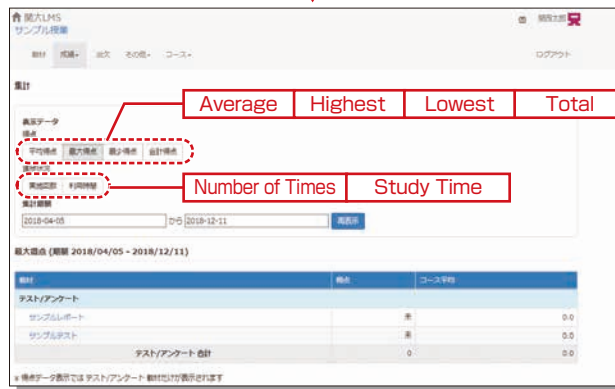 関大LMS
関西太郎
サンプル授業
教材 成績 出欠 その他 コース
ログアウト
集計
Average Highest Lowest Total
表示データ
得点
平均得点 最大得点 最少得点 合計得点
進捗状況
実施回数 利用時間
Number of Times Study Time
集計期間
2018-04-05 から 2018-12-11 再表示
最大得点 (期間 2018/04/05 - 2018/12/11)
教材 得点 コース平均
テスト/アンケート
サンプルレポート 未 0.0
サンプルテスト 未 0.0
テスト/アンケート 合計 0 0.0
※ 得点データ表示では テスト/アンケート 教材だけが表示されます